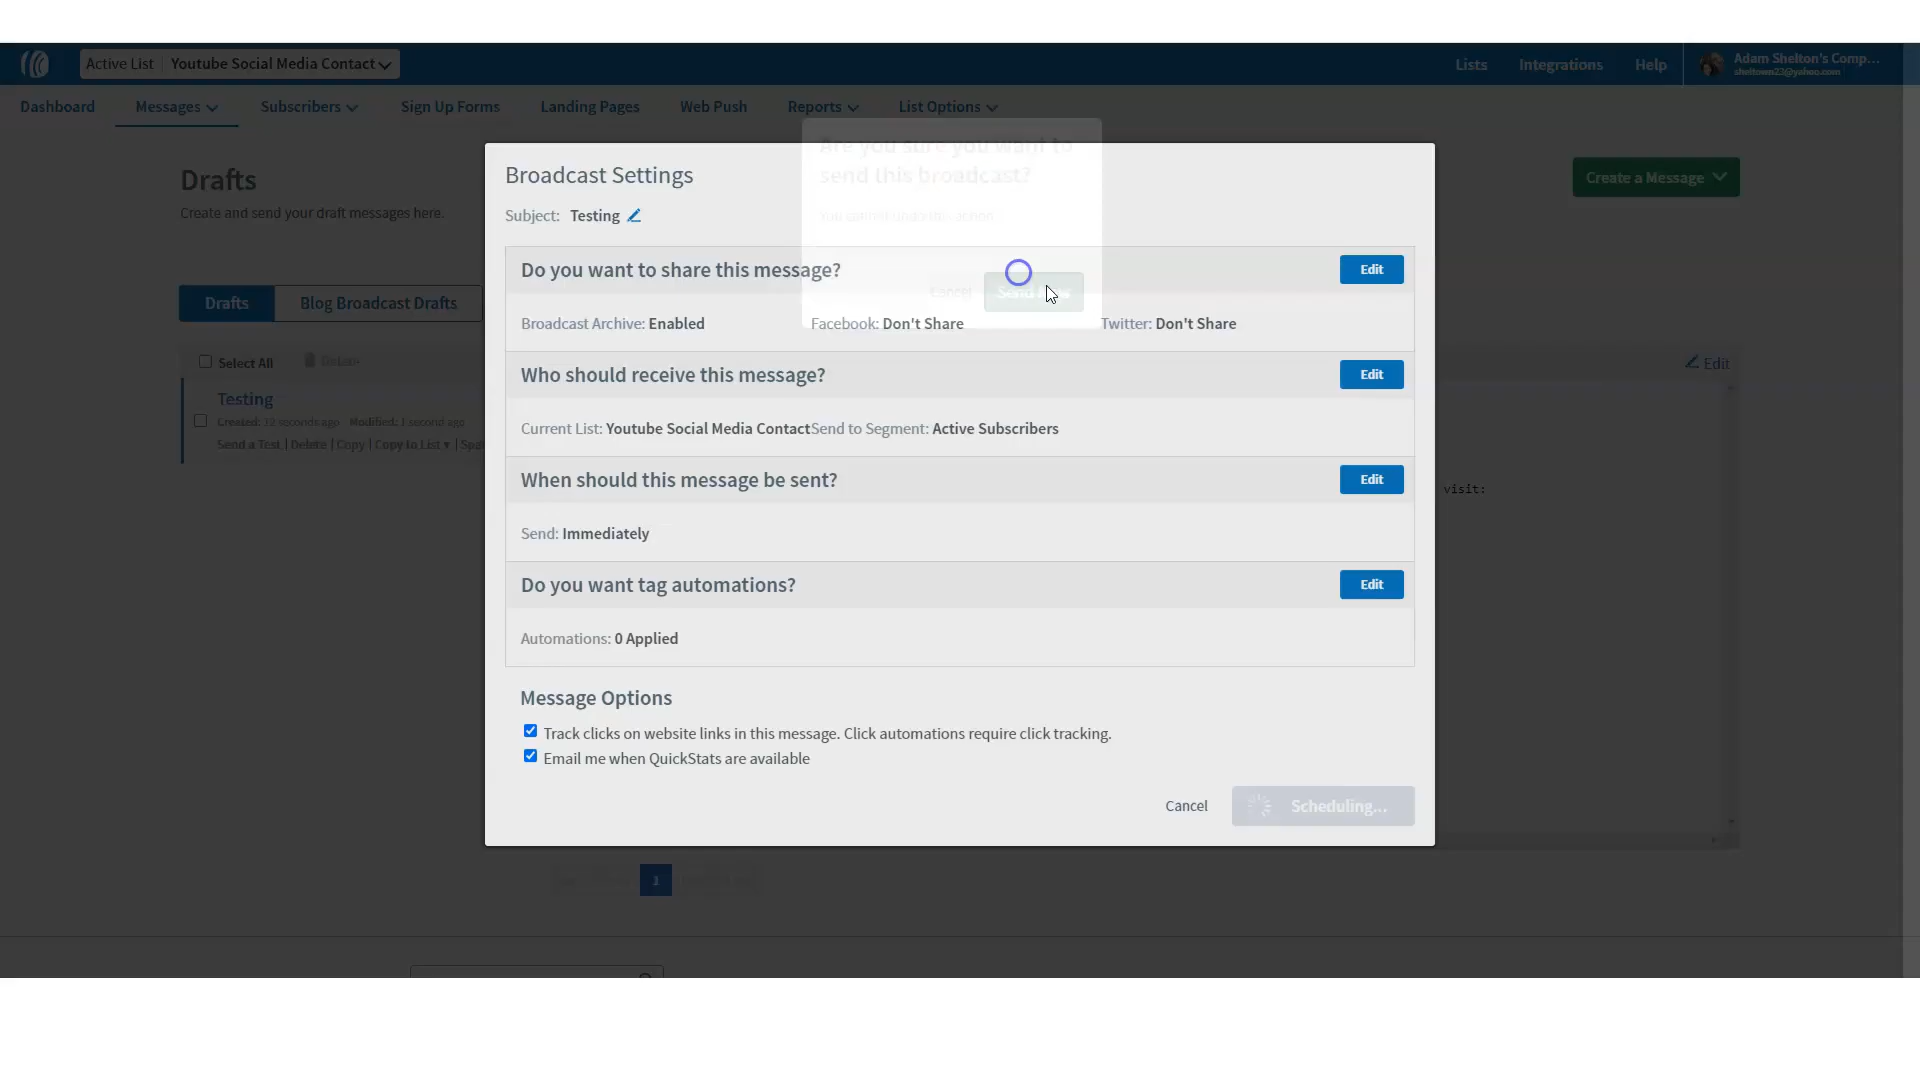 Active List Youtube Social Media Contact
Lists Integrations Help Adam Shelton's Comp...
sheltown22@yahoo.com
Dashboard Messages Subscribers Sign Up Forms Landing Pages Web Push Reports List Options
Are you sure you want to
send this broadcast?
You cannot undo this action.
Cancel Send Now
Drafts
Create and send your draft messages here.
Create a Message
Drafts Blog Broadcast Drafts
Select All Delete
Edit
Testing
Created: 12 seconds ago Modified: 1 second ago
Send a Test | Delete | Copy | Copy to List ▾ |
visit:
Broadcast Settings
Subject: Testing
Do you want to share this message? Edit
Broadcast Archive: Enabled Facebook: Don't Share Twitter: Don't Share
Who should receive this message? Edit
Current List: Youtube Social Media Contact Send to Segment: Active Subscribers
When should this message be sent? Edit
Send: Immediately
Do you want tag automations? Edit
Automations: 0 Applied
Message Options
Track clicks on website links in this message. Click automations require click tracking.
Email me when QuickStats are available
Cancel Scheduling...
1